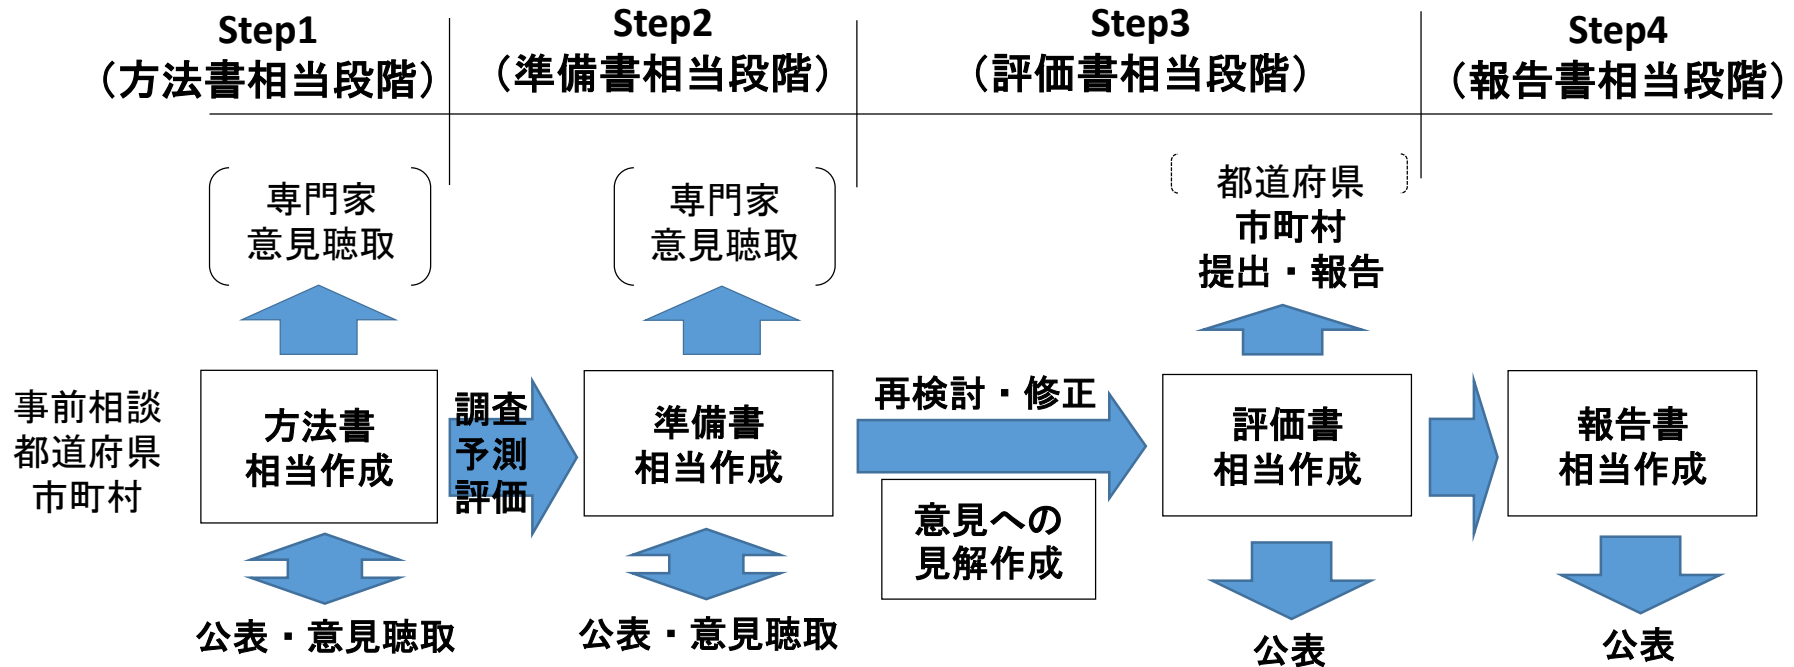 Step1
（方法書相当段階）
Step2
（準備書相当段階）
Step3
（評価書相当段階）
Step4
（報告書相当段階）
専門家
意見聴取
専門家
意見聴取
都道府県
市町村
提出・報告
事前相談
都道府県
市町村
方法書
相当作成
調査
予測
評価
準備書
相当作成
再検討・修正
意見への
見解作成
評価書
相当作成
報告書
相当作成
公表・意見聴取
公表・意見聴取
公表
公表